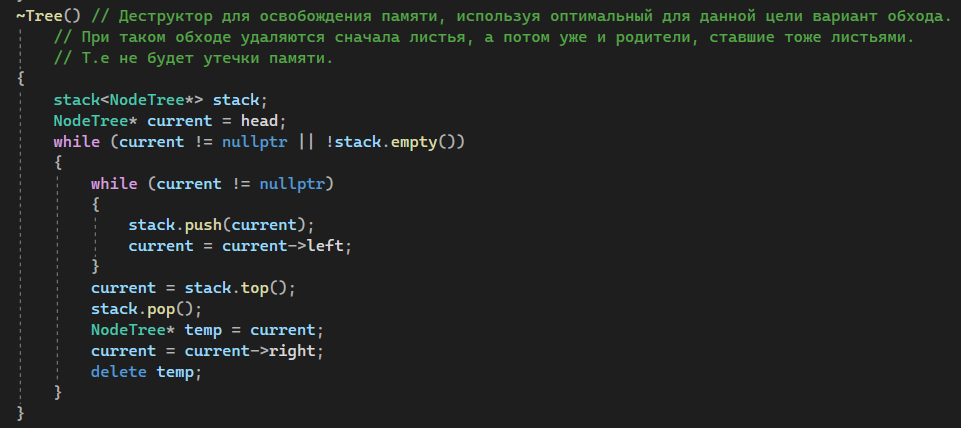 ~Tree() // Деструктор для освобождения памяти, используя оптимальный для данной цели вариант обхода.
// При таком обходе удаляются сначала листья, а потом уже и родители, ставшие тоже листьями.
// Т.е не будет утечки памяти.
{
stack<NodeTree*> stack;
NodeTree* current = head;
while (current != nullptr || !stack.empty())
{
while (current != nullptr)
{
stack.push(current);
current = current->left;
}
current = stack.top();
stack.pop();
NodeTree* temp = current;
current = current->right;
delete temp;
}
}